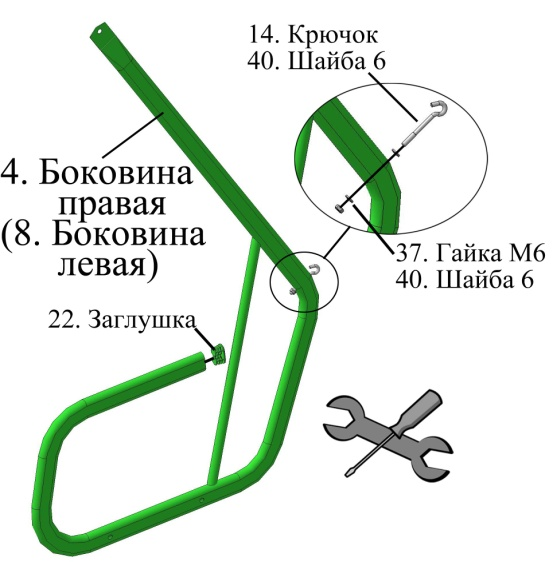 14. Крючок
40. Шайба 6
4. Боковина
правая
(8. Боковина
левая)
37. Гайка М6
40. Шайба 6
22. Заглушка